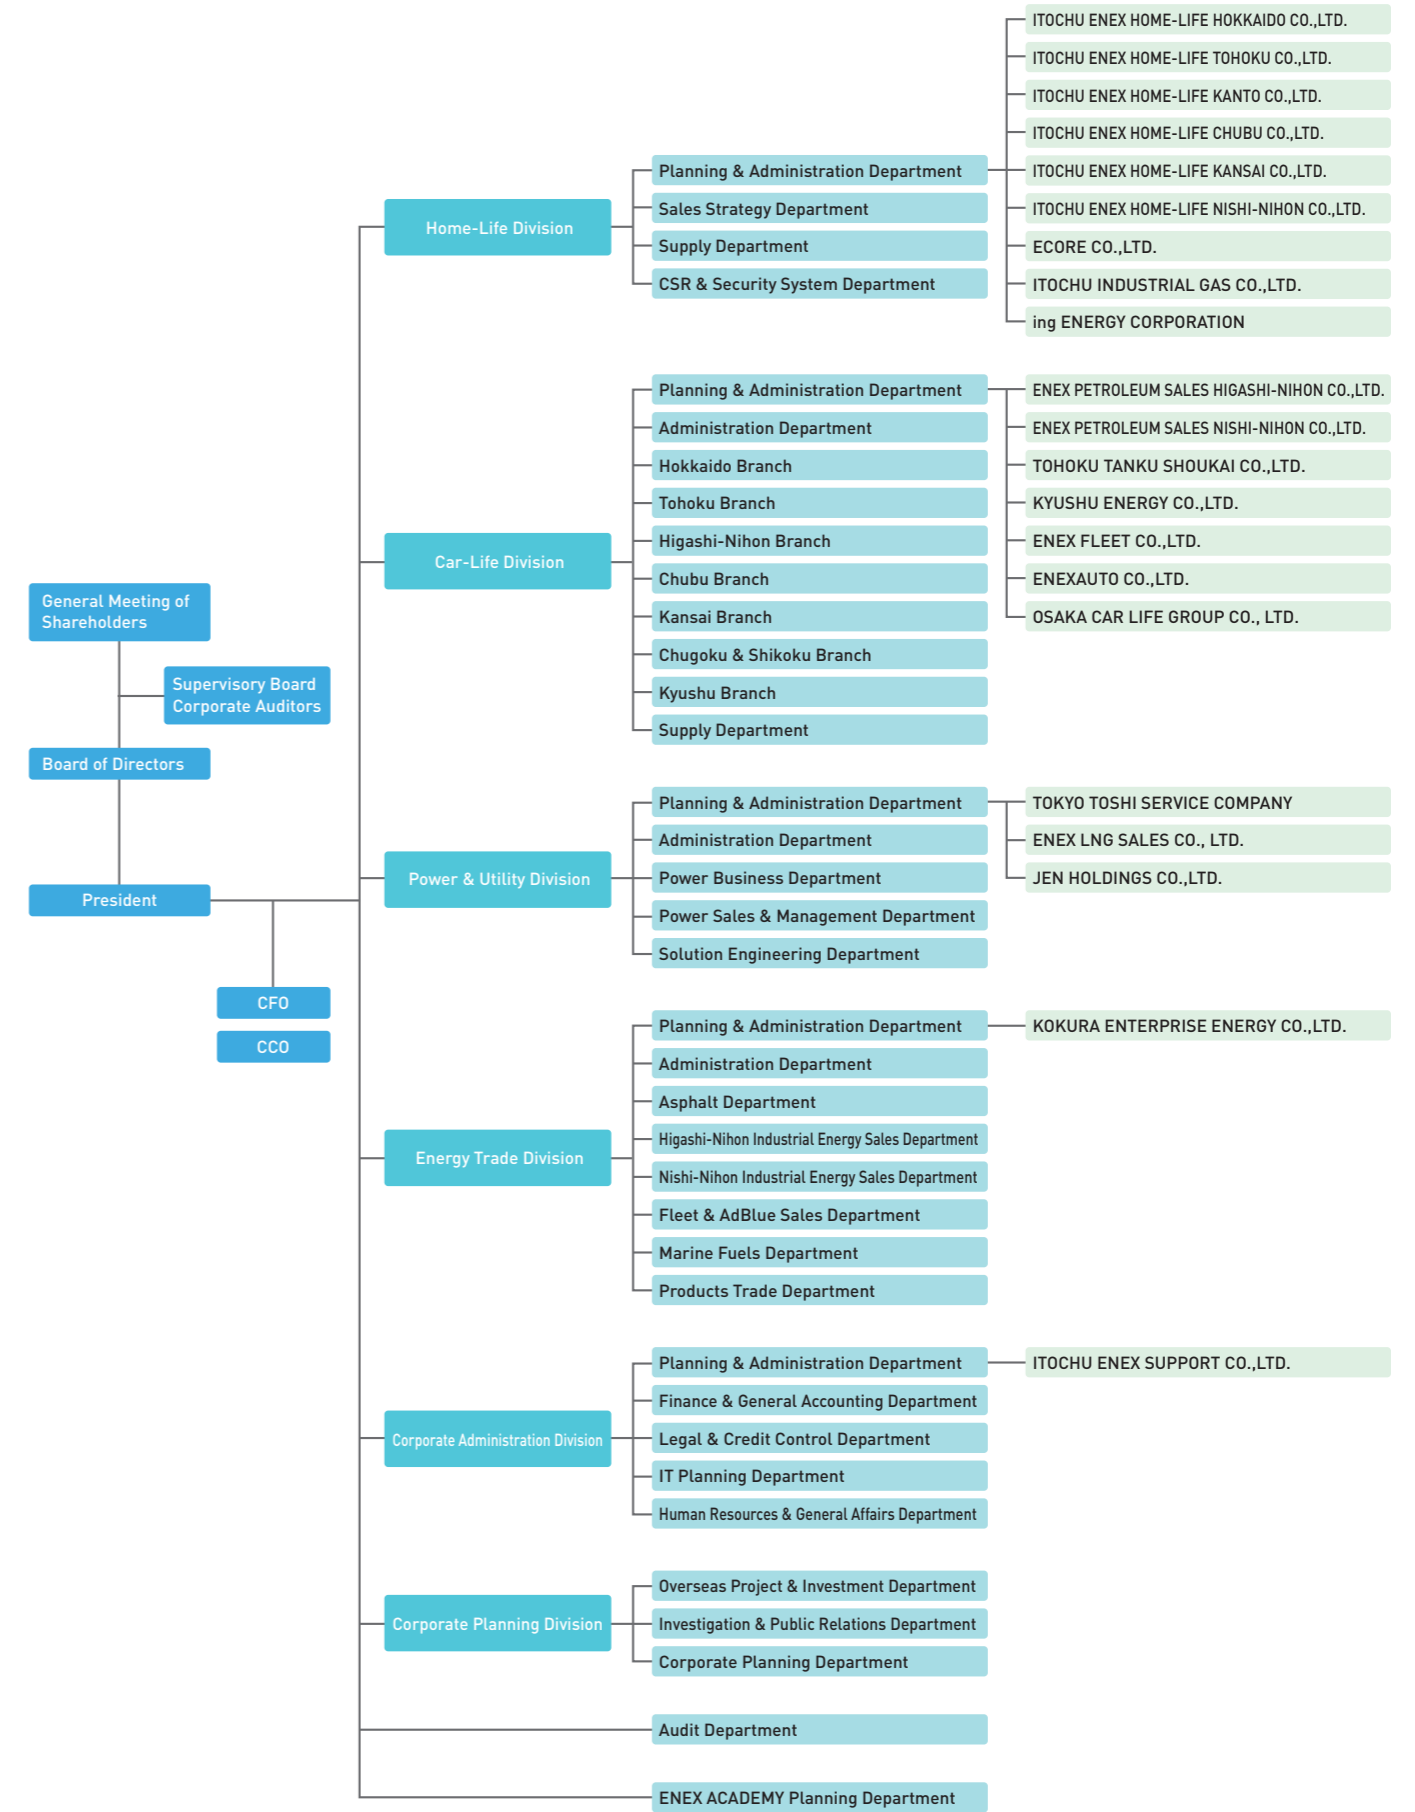 General Meeting of
Shareholders
Supervisory Board
Corporate Auditors
Board of Directors
President
CFO
CCO
Home-Life Division
Planning & Administration Department
Sales Strategy Department
Supply Department
CSR & Security System Department
ITOCHU ENEX HOME-LIFE HOKKAIDO CO.,LTD.
ITOCHU ENEX HOME-LIFE TOHOKU CO.,LTD.
ITOCHU ENEX HOME-LIFE KANTO CO.,LTD.
ITOCHU ENEX HOME-LIFE CHUBU CO.,LTD.
ITOCHU ENEX HOME-LIFE KANSAI CO.,LTD.
ITOCHU ENEX HOME-LIFE NISHI-NIHON CO.,LTD.
ECORE CO.,LTD.
ITOCHU INDUSTRIAL GAS CO.,LTD.
ing ENERGY CORPORATION
Car-Life Division
Planning & Administration Department
Administration Department
Hokkaido Branch
Tohoku Branch
Higashi-Nihon Branch
Chubu Branch
Kansai Branch
Chugoku & Shikoku Branch
Kyushu Branch
Supply Department
ENEX PETROLEUM SALES HIGASHI-NIHON CO.,LTD.
ENEX PETROLEUM SALES NISHI-NIHON CO.,LTD.
TOHOKU TANKU SHOUKAI CO.,LTD.
KYUSHU ENERGY CO.,LTD.
ENEX FLEET CO.,LTD.
ENEXAUTO CO.,LTD.
OSAKA CAR LIFE GROUP CO., LTD.
Power & Utility Division
Planning & Administration Department
Administration Department
Power Business Department
Power Sales & Management Department
Solution Engineering Department
TOKYO TOSHI SERVICE COMPANY
ENEX LNG SALES CO., LTD.
JEN HOLDINGS CO.,LTD.
Energy Trade Division
Planning & Administration Department
Administration Department
Asphalt Department
Higashi-Nihon Industrial Energy Sales Department
Nishi-Nihon Industrial Energy Sales Department
Fleet & AdBlue Sales Department
Marine Fuels Department
Products Trade Department
KOKURA ENTERPRISE ENERGY CO.,LTD.
Corporate Administration Division
Planning & Administration Department
Finance & General Accounting Department
Legal & Credit Control Department
IT Planning Department
Human Resources & General Affairs Department
ITOCHU ENEX SUPPORT CO.,LTD.
Corporate Planning Division
Overseas Project & Investment Department
Investigation & Public Relations Department
Corporate Planning Department
Audit Department
ENEX ACADEMY Planning Department